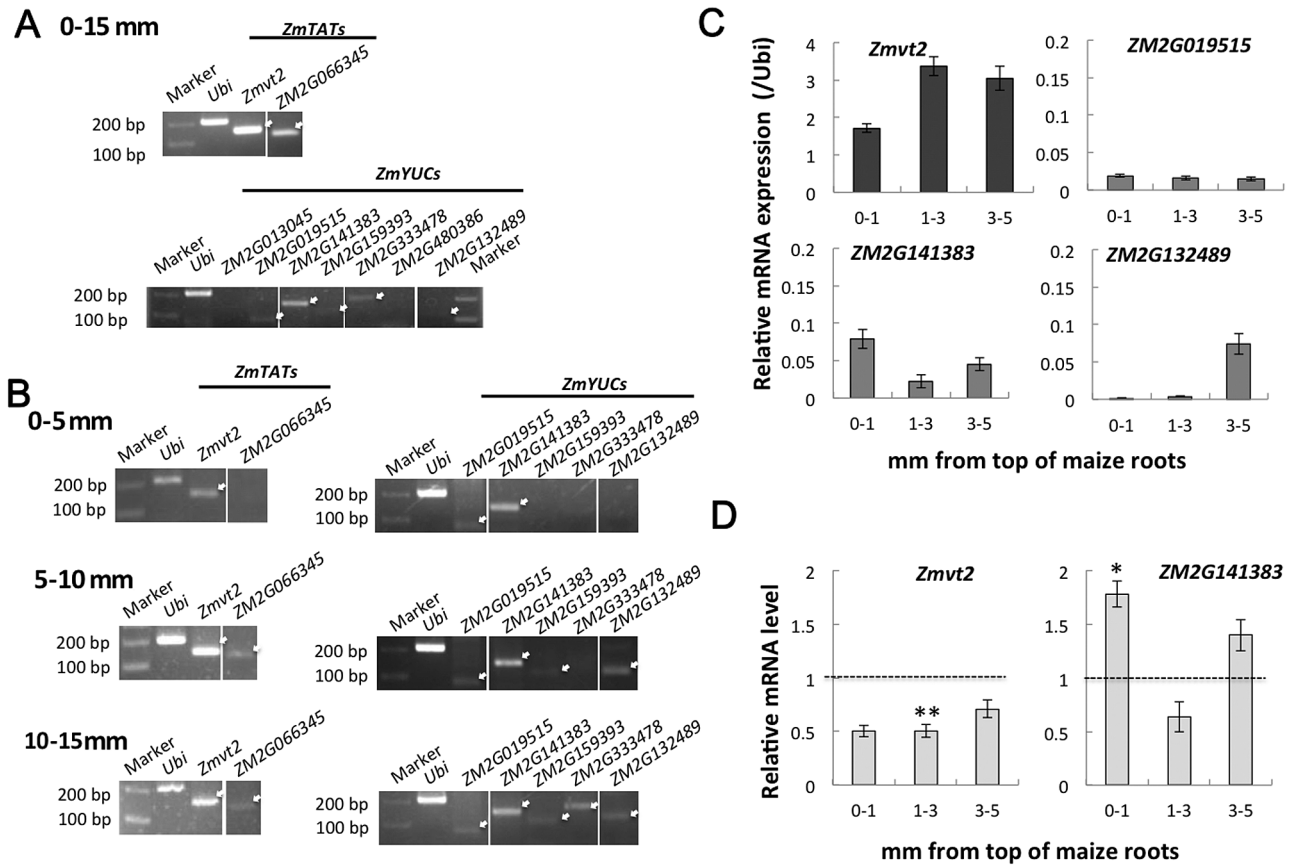 A
0-15 mm
ZmTATs
Marker
Ubi
Zmvt2
ZM2G066345
200 bp
100 bp
ZmYUCs
Marker
Ubi
ZM2G013045
ZM2G019515
ZM2G141383
ZM2G159393
ZM2G333478
ZM2G480386
ZM2G132489
Marker
200 bp
100 bp
B
0-5 mm
ZmTATs
Marker
Ubi
Zmvt2
ZM2G066345
200 bp
100 bp
ZmYUCs
Marker
Ubi
ZM2G019515
ZM2G141383
ZM2G159393
ZM2G333478
ZM2G132489
200 bp
100 bp
5-10 mm
Marker
Ubi
Zmvt2
ZM2G066345
200 bp
100 bp
Marker
Ubi
ZM2G019515
ZM2G141383
ZM2G159393
ZM2G333478
ZM2G132489
200 bp
100 bp
10-15mm
Marker
Ubi
Zmvt2
ZM2G066345
200 bp
100 bp
Marker
Ubi
ZM2G019515
ZM2G141383
ZM2G159393
ZM2G333478
ZM2G132489
200 bp
100 bp
C
Relative mRNA expression (/Ubi)
Zmvt2
4
3
2
1
0
0-1 1-3 3-5
ZM2G019515
0.2
0.15
0.1
0.05
0
0-1 1-3 3-5
ZM2G141383
0.2
0.15
0.1
0.05
0
0-1 1-3 3-5
ZM2G132489
0.2
0.15
0.1
0.05
0
0-1 1-3 3-5
mm from top of maize roots
D
Relative mRNA level
Zmvt2
2
1.5
1
0.5
0
**
0-1 1-3 3-5
ZM2G141383
2
1.5
1
0.5
0
*
0-1 1-3 3-5
mm from top of maize roots